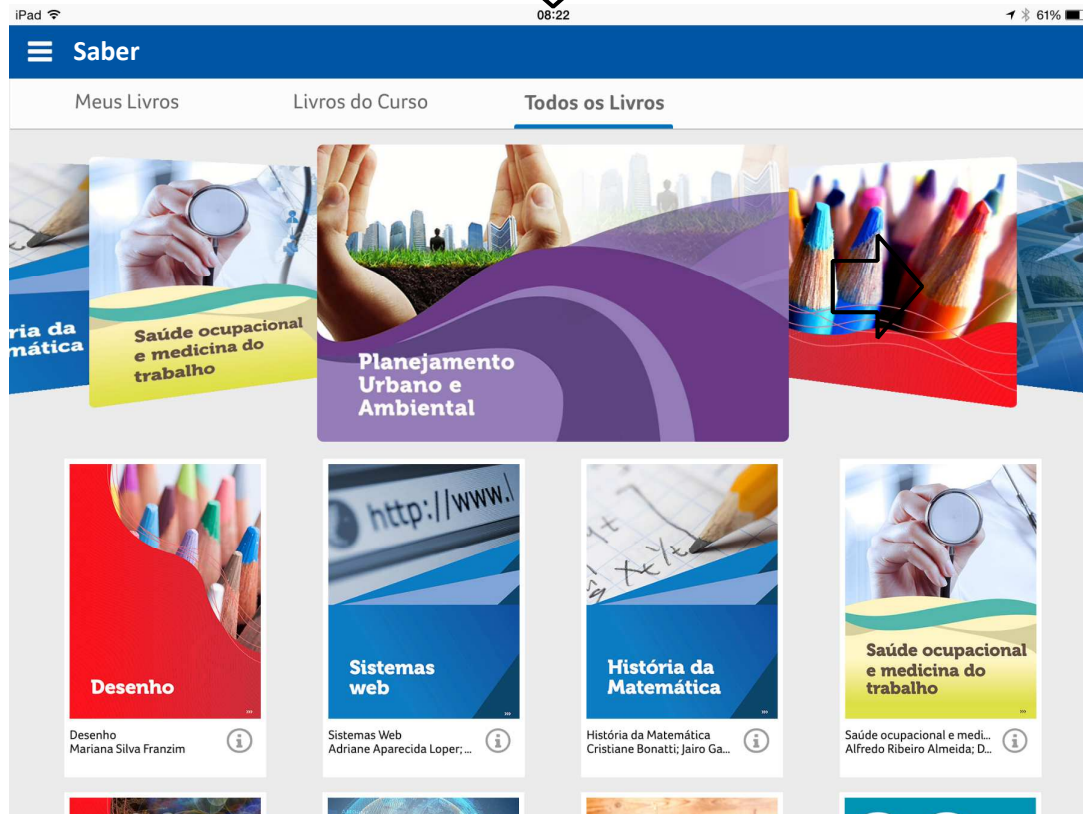 iPad 08:22 61%
Saber
Meus Livros Livros do Curso Todos os Livros
ria da
mática
Saúde ocupacional
e medicina do
trabalho
Planejamento
Urbano e
Ambiental
Desenho
http://www.
Sistemas
web
História da
Matemática
Saúde ocupacional
e medicina do
trabalho
Desenho
Mariana Silva Franzim
Sistemas Web
Adriane Aparecida Loper; ...
História da Matemática
Cristiane Bonatti; Jairo Ga...
Saúde ocupacional e medi...
Alfredo Ribeiro Almeida; D...